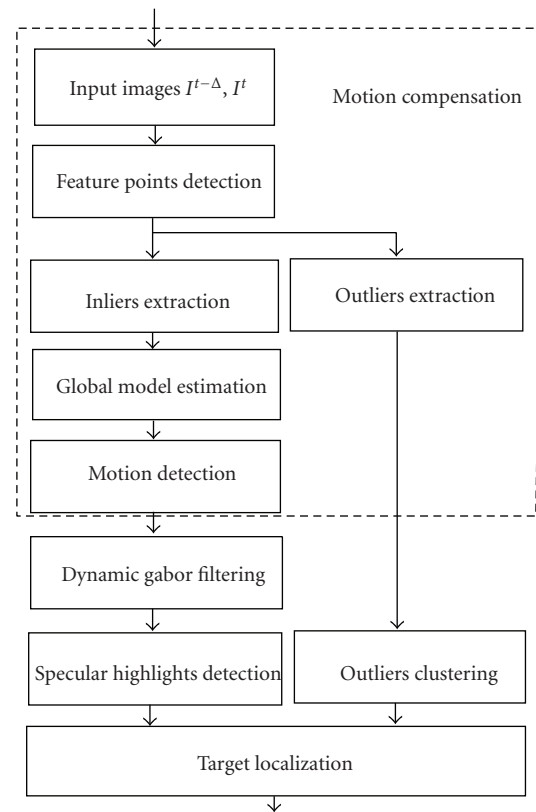 Input images I^{t−Δ}, I^t
Motion compensation
Feature points detection
Inliers extraction
Outliers extraction
Global model estimation
Motion detection
Dynamic gabor filtering
Specular highlights detection
Outliers clustering
Target localization